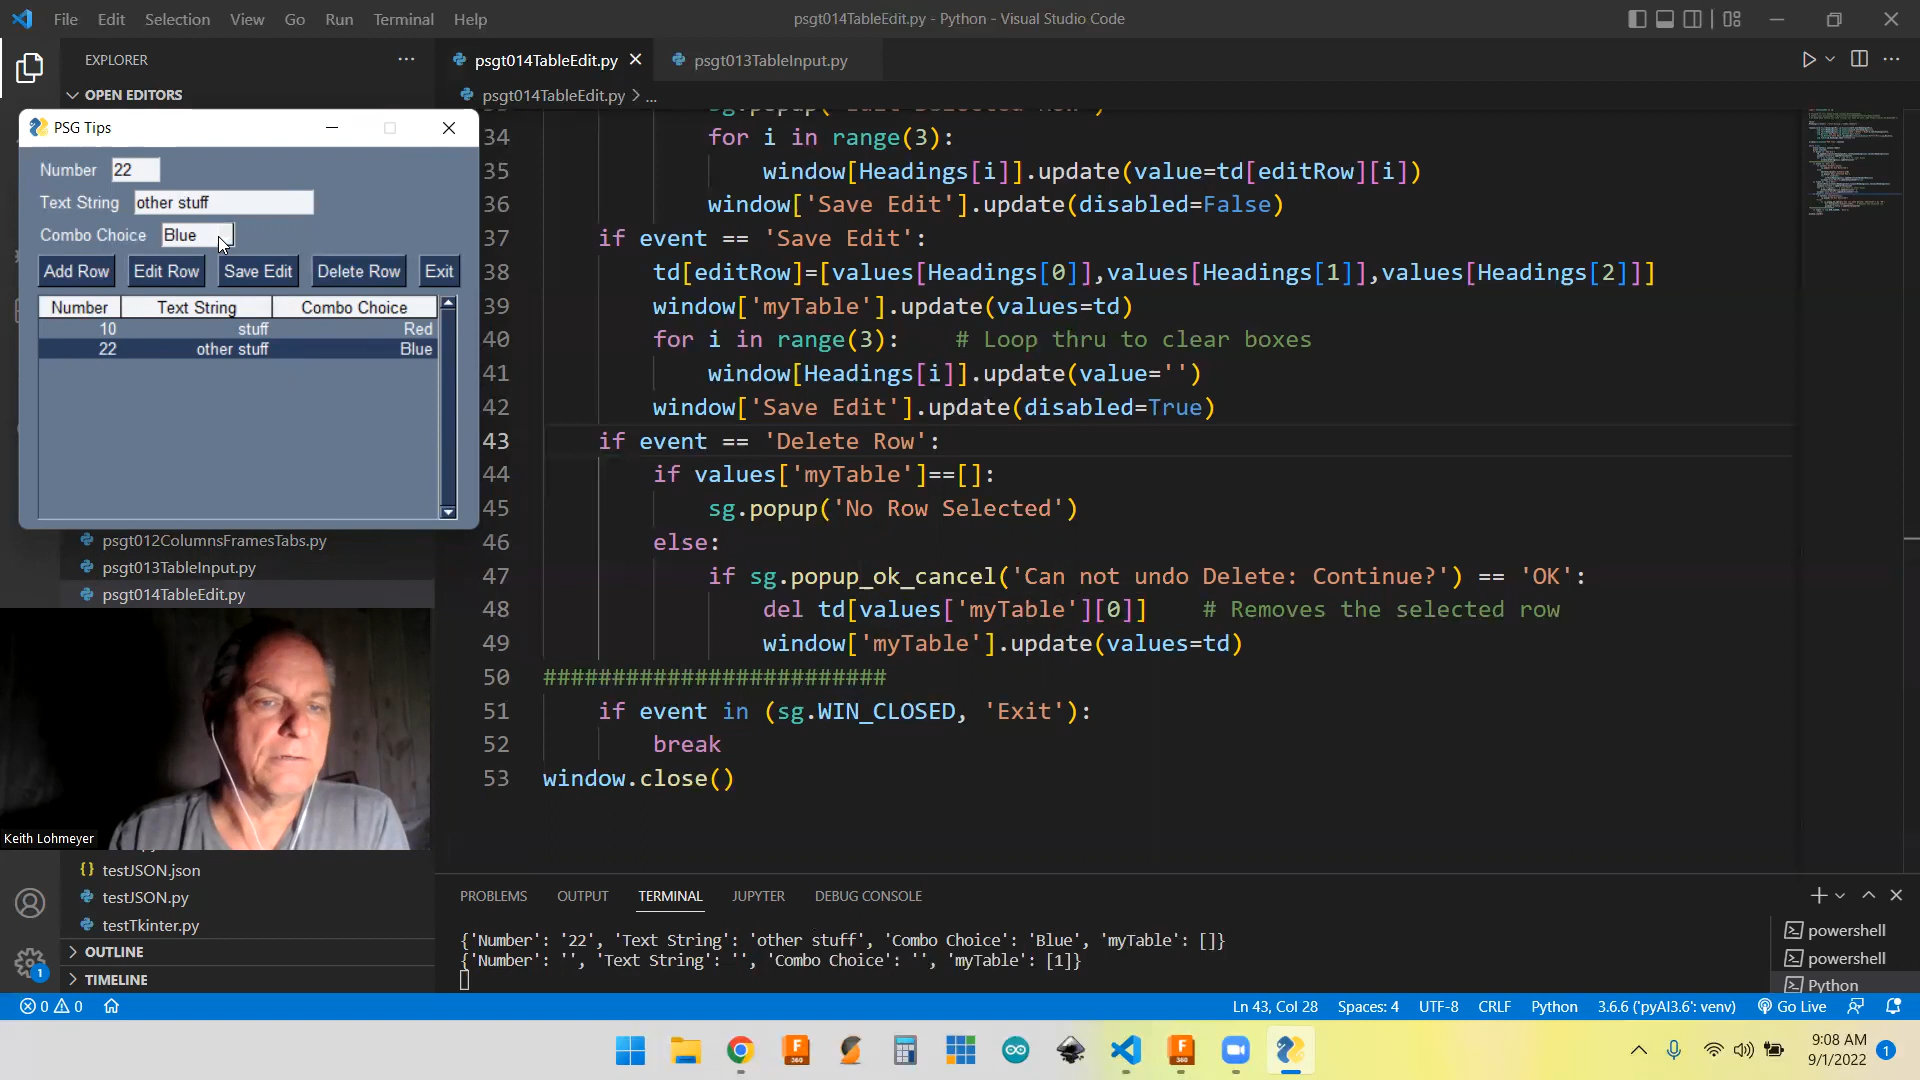 File Edit Selection View Go Run Terminal Help
psgt014TableEdit.py - Python - Visual Studio Code
EXPLORER
OPEN EDITORS
psgt014TableEdit.py
psgt013TableInput.py
psgt014TableEdit.py > ...
PSG Tips
Number 22
Text String other stuff
Combo Choice Blue
Add Row Edit Row Save Edit Delete Row Exit
Number Text String Combo Choice
10 stuff Red
22 other stuff Blue
psgt012ColumnsFramesTabs.py
psgt013TableInput.py
psgt014TableEdit.py
Keith Lohmeyer
testJSON.json
testJSON.py
testTkinter.py
OUTLINE
TIMELINE
34 for i in range(3):
35 window[Headings[i]].update(value=td[editRow][i])
36 window['Save Edit'].update(disabled=False)
37 if event == 'Save Edit':
38 td[editRow]=[values[Headings[0]],values[Headings[1]],values[Headings[2]]]
39 window['myTable'].update(values=td)
40 for i in range(3): # Loop thru to clear boxes
41 window[Headings[i]].update(value='')
42 window['Save Edit'].update(disabled=True)
43 if event == 'Delete Row':
44 if values['myTable']==[]:
45 sg.popup('No Row Selected')
46 else:
47 if sg.popup_ok_cancel('Can not undo Delete: Continue?') == 'OK':
48 del td[values['myTable'][0]] # Removes the selected row
49 window['myTable'].update(values=td)
50 #########################
51 if event in (sg.WIN_CLOSED, 'Exit'):
52 break
53 window.close()
PROBLEMS OUTPUT TERMINAL JUPYTER DEBUG CONSOLE
{'Number': '22', 'Text String': 'other stuff', 'Combo Choice': 'Blue', 'myTable': []}
{'Number': '', 'Text String': '', 'Combo Choice': '', 'myTable': [1]}
powershell
powershell
Python
0 0
Ln 43, Col 28 Spaces: 4 UTF-8 CRLF Python 3.6.6 ('pyAI3.6': venv) Go Live
9:08 AM
9/1/2022